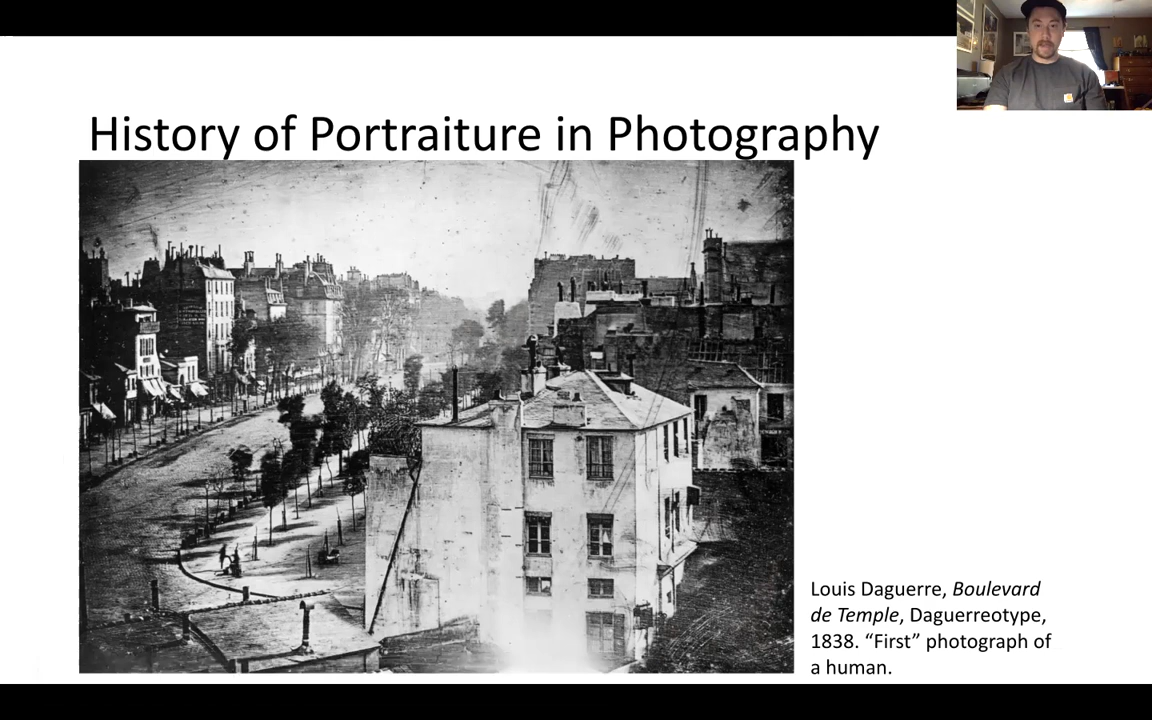 History of Portraiture in Photography
Louis Daguerre, Boulevard
de Temple, Daguerreotype,
1838. “First” photograph of
a human.